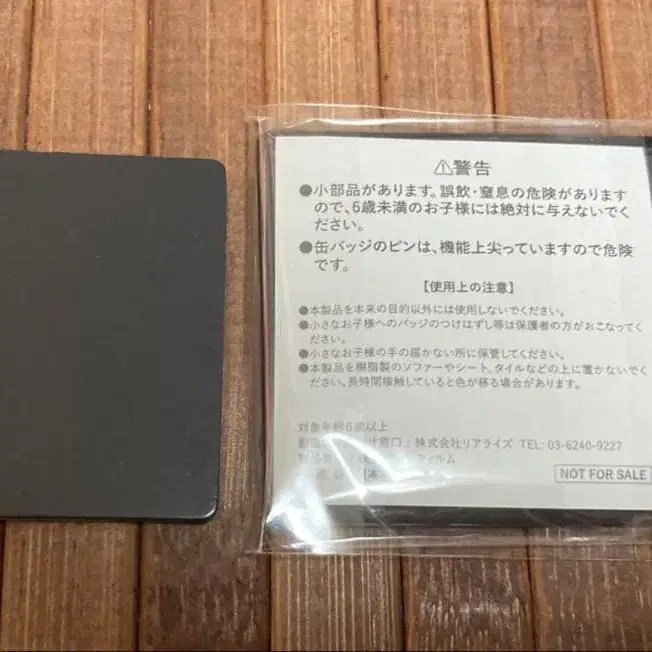 ⚠警告
●小部品があります。誤飲・窒息の危険があります
ので、6歳未満のお子様には絶対に与えないでく
ださい。
●缶バッジのピンは、機能上尖っていますので危険
です。
【使用上の注意】
●本製品を本来の目的以外には使用しないでください。
●小さなお子様へのバッジのつけはずし等は保護者の方がおこなってく
ださい。
●小さなお子様の手の届かない所に保管してください。
●本製品を樹脂製のソファーやシート、タイルなどの上に置かないでく
ださい。長時間接触していると色が移る場合があります。
対象年齢6歳以上
窓口：株式会社リアライズ TEL: 03-6240-9227
フィルム
NOT FOR SALE